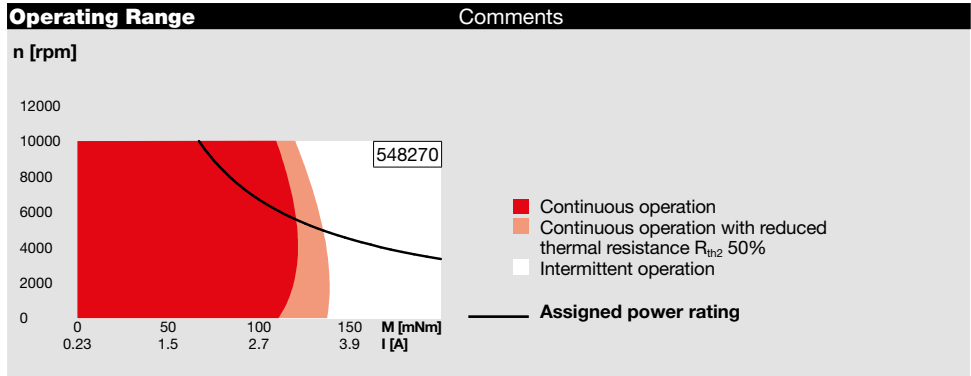 Operating Range Comments
n [rpm]
12000
10000
548270
8000
6000
4000
2000
0
0 50 100 150 M [mNm]
0.23 1.5 2.7 3.9 I [A]
Continuous operation
Continuous operation with reduced
thermal resistance Rth2 50%
Intermittent operation
Assigned power rating